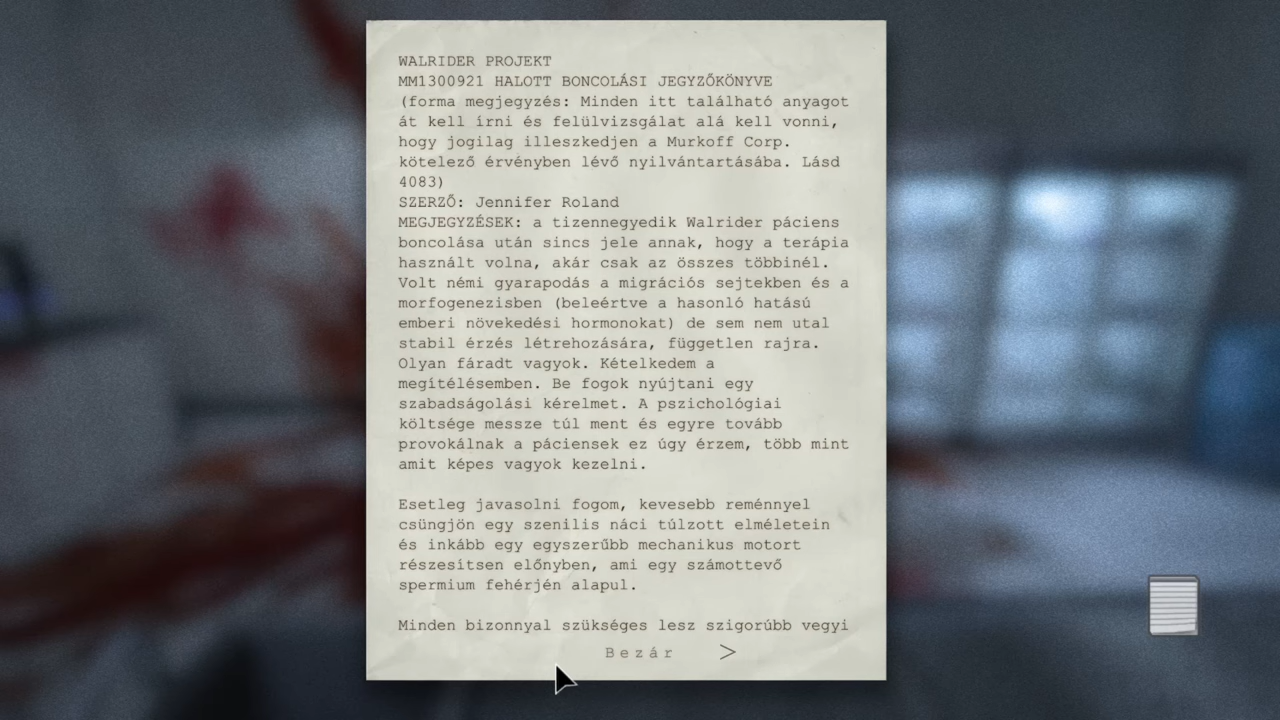 WALRIDER PROJEKT
MM1300921 HALOTT BONCOLÁSI JEGYZŐKÖNYVE
(forma megjegyzés: Minden itt található anyagot
át kell írni és felülvizsgálat alá kell vonni,
hogy jogilag illeszkedjen a Murkoff Corp.
kötelező érvényben lévő nyilvántartásába. Lásd
4083)
SZERZŐ: Jennifer Roland
MEGJEGYZÉSEK: a tizennegyedik Walrider páciens
boncolása után sincs jele annak, hogy a terápia
használt volna, akár csak az összes többinél.
Volt némi gyarapodás a migrációs sejtekben és a
morfogenezisben (beleértve a hasonló hatású
emberi növekedési hormonokat) de sem nem utal
stabil érzés létrehozására, független rajra.
Olyan fáradt vagyok. Kételkedem a
megítélésemben. Be fogok nyújtani egy
szabadságolási kérelmet. A pszichológiai
költsége messze túl ment és egyre tovább
provokálnak a páciensek ez úgy érzem, több mint
amit képes vagyok kezelni.
Esetleg javasolni fogom, kevesebb reménnyel
csüngjön egy szenilis náci túlzott elméletein
és inkább egy egyszerűbb mechanikus motort
részesítsen előnyben, ami egy számottevő
spermium fehérjén alapul.
Minden bizonnyal szükséges lesz szigorúbb vegyi
Bezár >